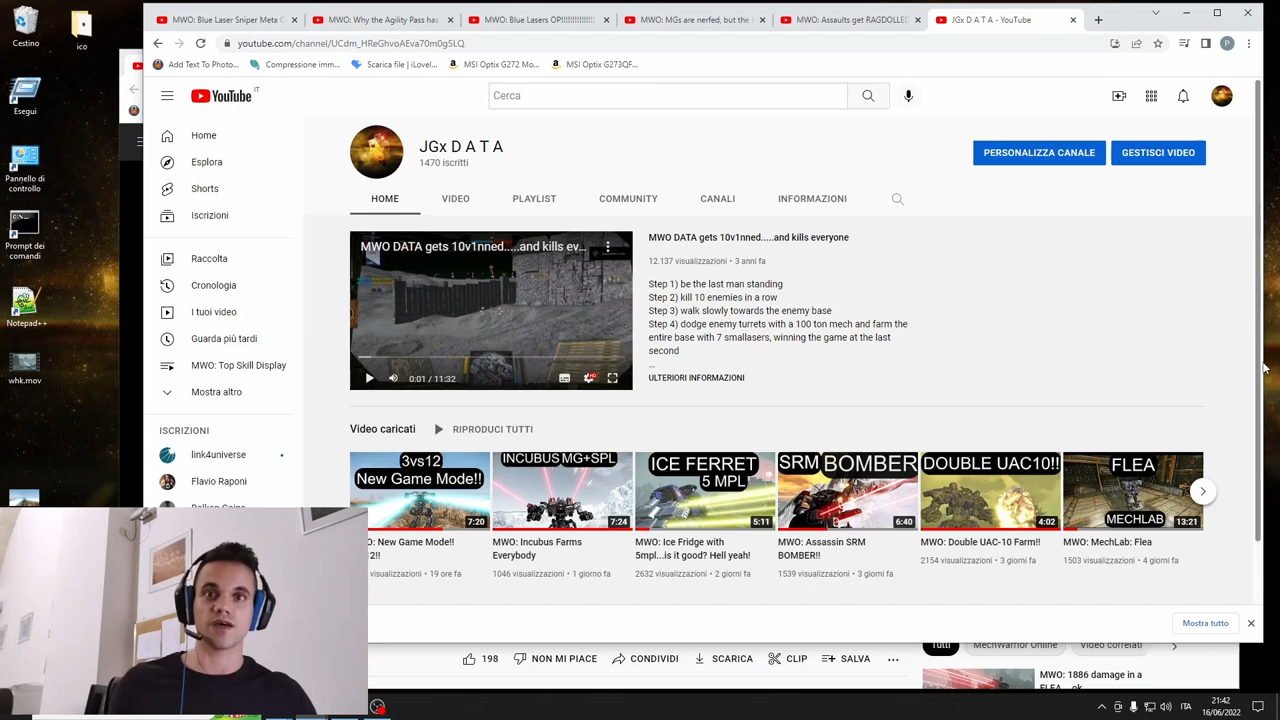 Cestino
ico
Esegui
Pannello di
controllo
Prompt dei
comandi
Notepad++
whk.mov
MWO: Blue Laser Sniper Meta C
MWO: Why the Agility Pass has
MWO: Blue Lasers OP!!!!!!!!!!!!!!!
MWO: MGs are nerfed, but the i
MWO: Assaults get RAGDOLLED
JGx D A T A - YouTube
youtube.com/channel/UCdm_HReGhvoAEva70m0g5LQ
Add Text To Photo...
Compressione imm...
Scarica file | iLovel...
MSI Optix G272 Mo...
MSI Optix G273QF...
YouTube IT
Cerca
Home
Esplora
Shorts
Iscrizioni
Raccolta
Cronologia
I tuoi video
Guarda più tardi
MWO: Top Skill Display
Mostra altro
ISCRIZIONI
link4universe
Flavio Raponi
JGx D A T A
1470 iscritti
PERSONALIZZA CANALE
GESTISCI VIDEO
HOME
VIDEO
PLAYLIST
COMMUNITY
CANALI
INFORMAZIONI
MWO DATA gets 10v1nned.....and kills ev...
0:01 / 11:32
MWO DATA gets 10v1nned.....and kills everyone
12.137 visualizzazioni • 3 anni fa
Step 1) be the last man standing
Step 2) kill 10 enemies in a row
Step 3) walk slowly towards the enemy base
Step 4) dodge enemy turrets with a 100 ton mech and farm the
entire base with 7 smallasers, winning the game at the last
second
...
ULTERIORI INFORMAZIONI
Video caricati
RIPRODUCI TUTTI
3vs12
New Game Mode!!
7:20
INCUBUS MG+SPL
7:24
ICE FERRET
5 MPL
5:11
SRM BOMBER
6:40
DOUBLE UAC10!!
4:02
FLEA
MECHLAB
13:21
O: New Game Mode!!
12!!
visualizzazioni • 19 ore fa
MWO: Incubus Farms
Everybody
1046 visualizzazioni • 1 giorno fa
MWO: Ice Fridge with
5mpl...is it good? Hell yeah!
2632 visualizzazioni • 2 giorni fa
MWO: Assassin SRM
BOMBER!!
1539 visualizzazioni • 3 giorni fa
MWO: Double UAC-10 Farm!!
2154 visualizzazioni • 3 giorni fa
MWO: MechLab: Flea
1503 visualizzazioni • 4 giorni fa
Mostra tutto
198
NON MI PIACE
CONDIVIDI
SCARICA
CLIP
SALVA
Tutti
MechWarrior Online
Video correlati
MWO: 1886 damage in a
FLEA...ok
ITA
21:42
16/06/2022